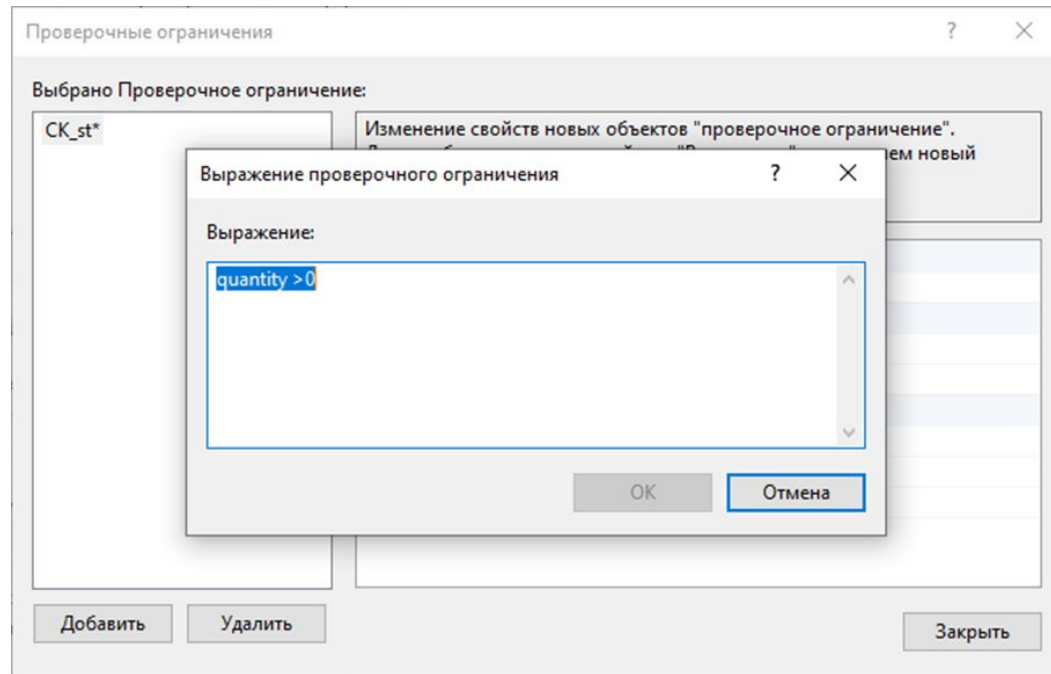 Проверочные ограничения
Выбрано Проверочное ограничение:
CK_st*
Изменение свойств новых объектов "проверочное ограничение".
ем новый
Выражение проверочного ограничения
Выражение:
quantity >0
OK
Отмена
Добавить
Удалить
Закрыть